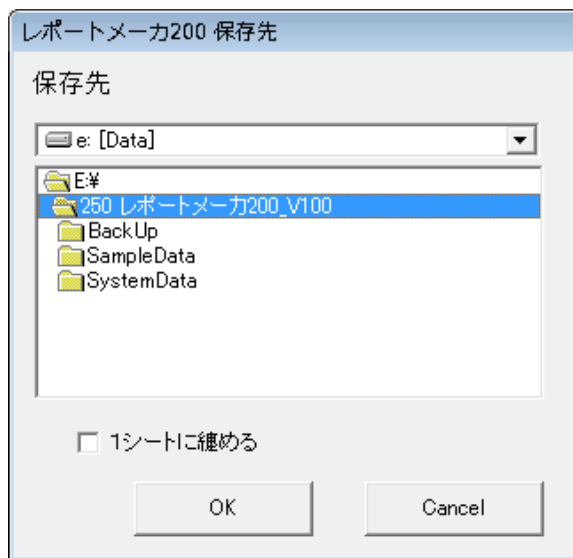 レポートメーカ200 保存先
保存先
e: [Data]
E:¥
250 レポートメーカ200_V100
BackUp
SampleData
SystemData
1シートに纏める
OK
Cancel